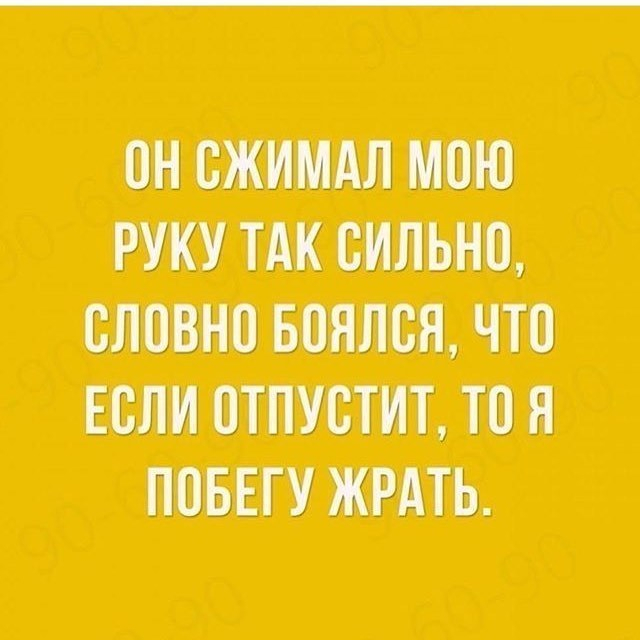 ОН СЖИМАЛ МОЮ
РУКУ ТАК СИЛЬНО,
СЛОВНО БОЯЛСЯ, ЧТО
ЕСЛИ ОТПУСТИТ, ТО Я
ПОБЕГУ ЖРАТЬ.